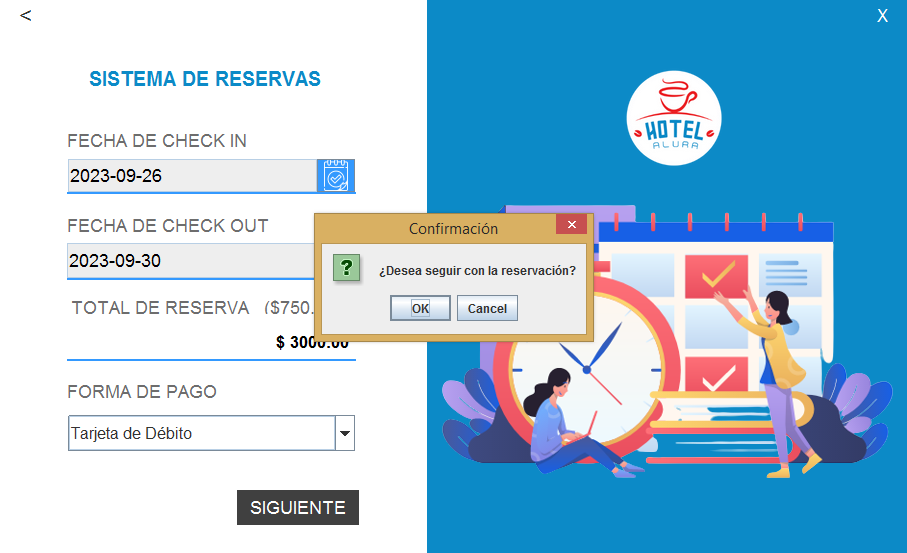 <
X
SISTEMA DE RESERVAS
FECHA DE CHECK IN
2023-09-26
FECHA DE CHECK OUT
2023-09-30
TOTAL DE RESERVA ($750.
$ 3000.00
FORMA DE PAGO
Tarjeta de Débito
SIGUIENTE
HOTEL
ALURA
Confirmación
¿Desea seguir con la reservación?
OK
Cancel